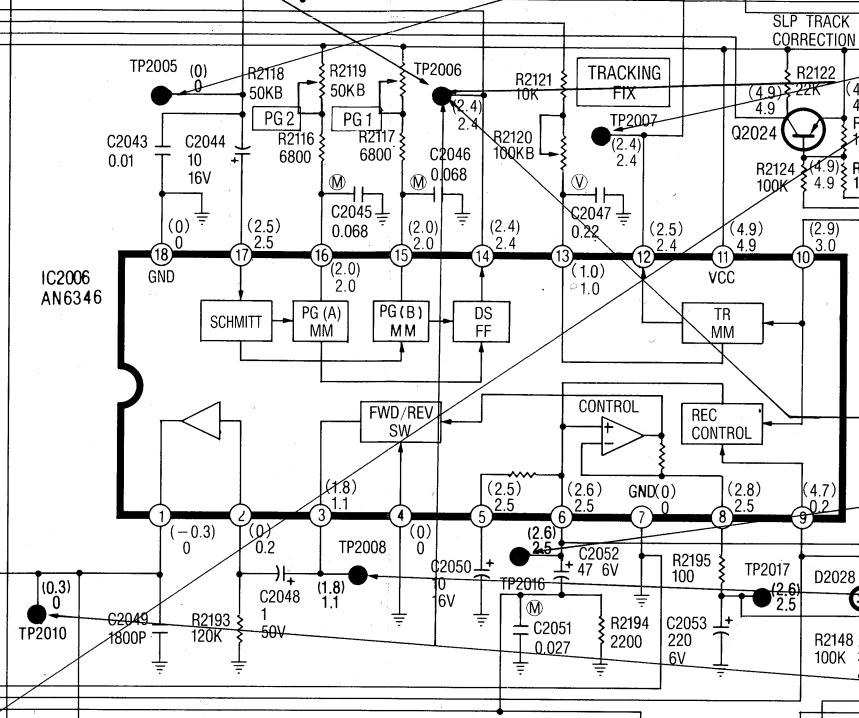 SLP TRACK
CORRECTION
TP2005
(0)
0
R2118
50KB
R2119
50KB
TP2006
(2.4)
2.4
R2121
10K
TRACKING
FIX
R2122
22K
(4.9)
4.9
PG 2
PG 1
TP2007
(2.4)
2.4
Q2024
C2043
0.01
C2044
10
16V
R2116
6800
R2117
6800
C2046
0.068
R2120
100KB
R2124
100K
(4.9)
4.9
M
M
V
C2045
0.068
C2047
0.22
(0)
0
(2.5)
2.5
(2.0)
2.0
(2.4)
2.4
(2.5)
2.4
(4.9)
4.9
(2.9)
3.0
18
17
16
15
14
13
12
11
10
GND
(2.0)
2.0
(1.0)
1.0
VCC
IC2006
AN6346
SCHMITT
PG (A)
MM
PG (B)
MM
DS
FF
TR
MM
FWD/REV
SW
CONTROL
+
−
REC
CONTROL
(1.8)
1.1
(2.5)
2.5
(2.6)
2.5
GND
(0)
0
(2.8)
2.5
(4.7)
0.2
1
2
3
4
5
6
7
8
9
(−0.3)
0
(0)
0.2
(0)
0
(2.6)
2.5
TP2008
(1.8)
1.1
C2050
10
16V
+
TP2016
C2052
47 6V
R2195
100
TP2017
(2.6)
2.5
D2028
(0.3)
0
TP2010
C2049
1800P
R2193
120K
C2048
1
50V
M
C2051
0.027
R2194
2200
C2053
220
6V
R2148
100K